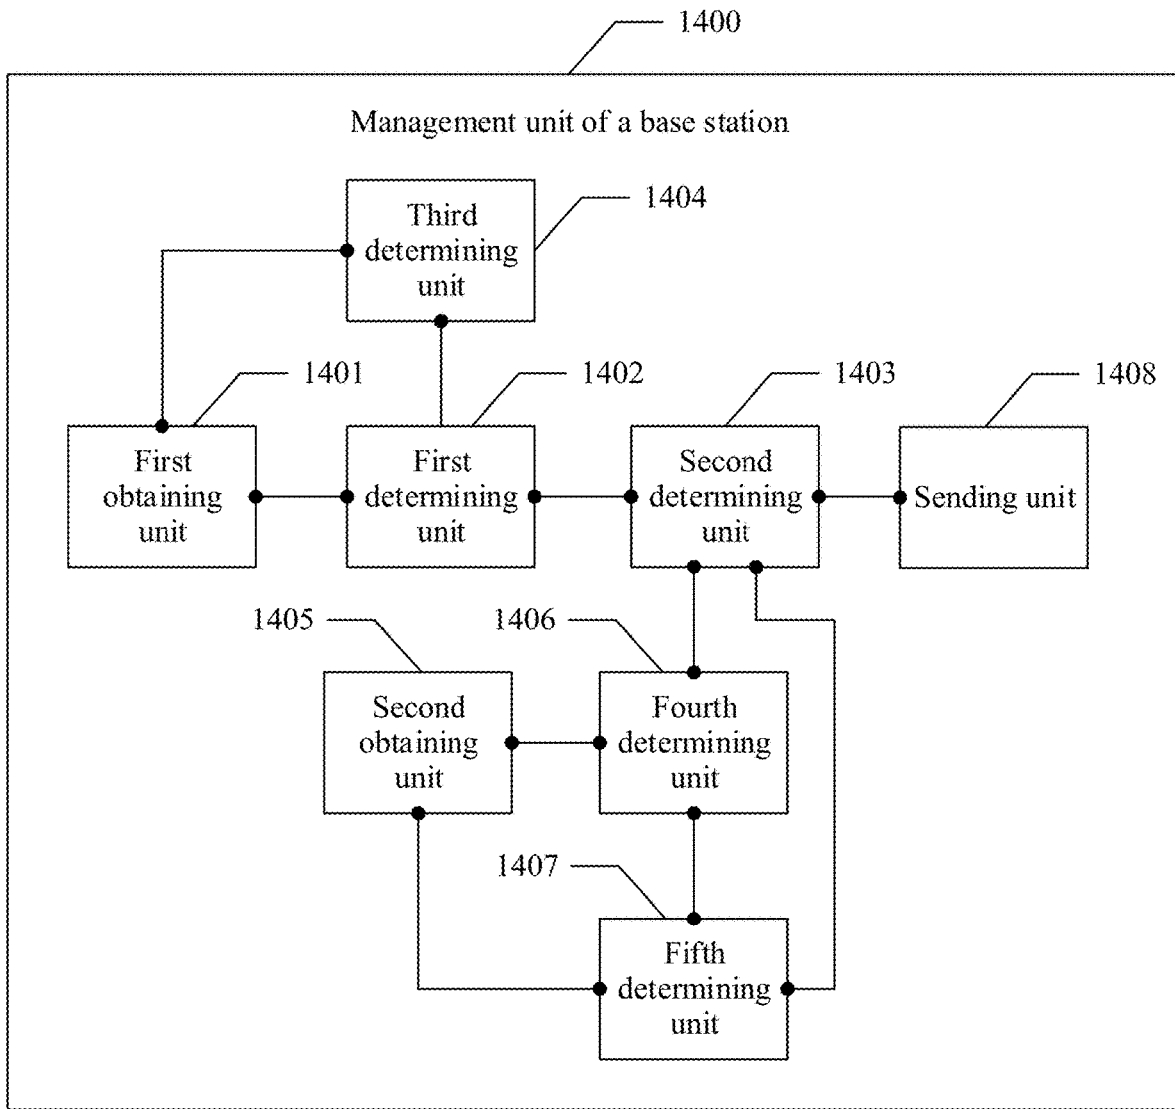 1400
Management unit of a base station
Third
determining
unit
1404
1401
1402
1403
1408
First
obtaining
unit
First
determining
unit
Second
determining
unit
Sending unit
1405
1406
Second
obtaining
unit
Fourth
determining
unit
1407
Fifth
determining
unit